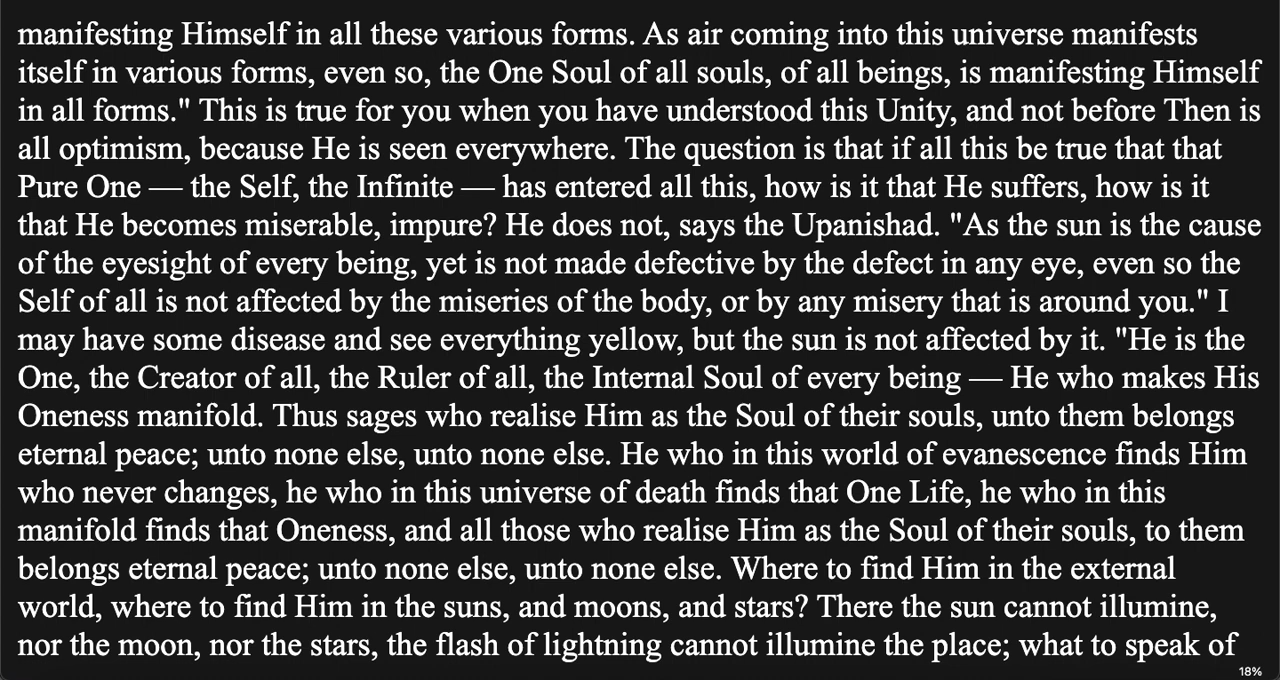 manifesting Himself in all these various forms. As air coming into this universe manifests
itself in various forms, even so, the One Soul of all souls, of all beings, is manifesting Himself
in all forms." This is true for you when you have understood this Unity, and not before Then is
all optimism, because He is seen everywhere. The question is that if all this be true that that
Pure One — the Self, the Infinite — has entered all this, how is it that He suffers, how is it
that He becomes miserable, impure? He does not, says the Upanishad. "As the sun is the cause
of the eyesight of every being, yet is not made defective by the defect in any eye, even so the
Self of all is not affected by the miseries of the body, or by any misery that is around you." I
may have some disease and see everything yellow, but the sun is not affected by it. "He is the
One, the Creator of all, the Ruler of all, the Internal Soul of every being — He who makes His
Oneness manifold. Thus sages who realise Him as the Soul of their souls, unto them belongs
eternal peace; unto none else, unto none else. He who in this world of evanescence finds Him
who never changes, he who in this universe of death finds that One Life, he who in this
manifold finds that Oneness, and all those who realise Him as the Soul of their souls, to them
belongs eternal peace; unto none else, unto none else. Where to find Him in the external
world, where to find Him in the suns, and moons, and stars? There the sun cannot illumine,
nor the moon, nor the stars, the flash of lightning cannot illumine the place; what to speak of
18%